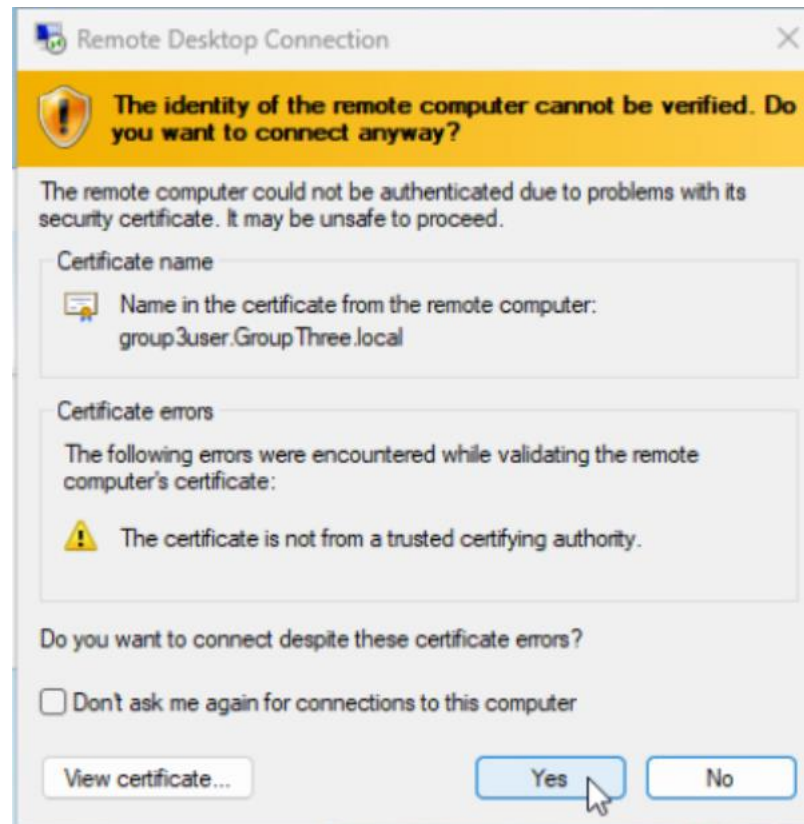 Remote Desktop Connection
The identity of the remote computer cannot be verified. Do
you want to connect anyway?
The remote computer could not be authenticated due to problems with its
security certificate. It may be unsafe to proceed.
Certificate name
Name in the certificate from the remote computer:
group3user.GroupThree.local
Certificate errors
The following errors were encountered while validating the remote
computer's certificate:
The certificate is not from a trusted certifying authority.
Do you want to connect despite these certificate errors?
Don't ask me again for connections to this computer
View certificate...
Yes
No